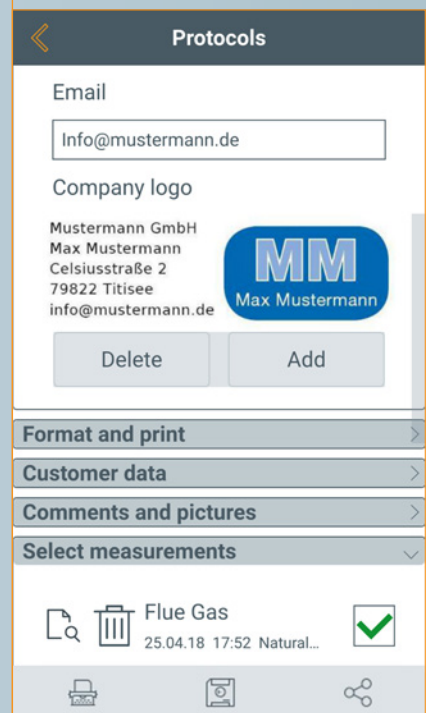 Protocols
Email
Info@mustermann.de
Company logo
Mustermann GmbH
Max Mustermann
Celsiusstraße 2
79822 Titisee
info@mustermann.de
MM
Max Mustermann
Delete
Add
Format and print
Customer data
Comments and pictures
Select measurements
Flue Gas
25.04.18 17:52 Natural...